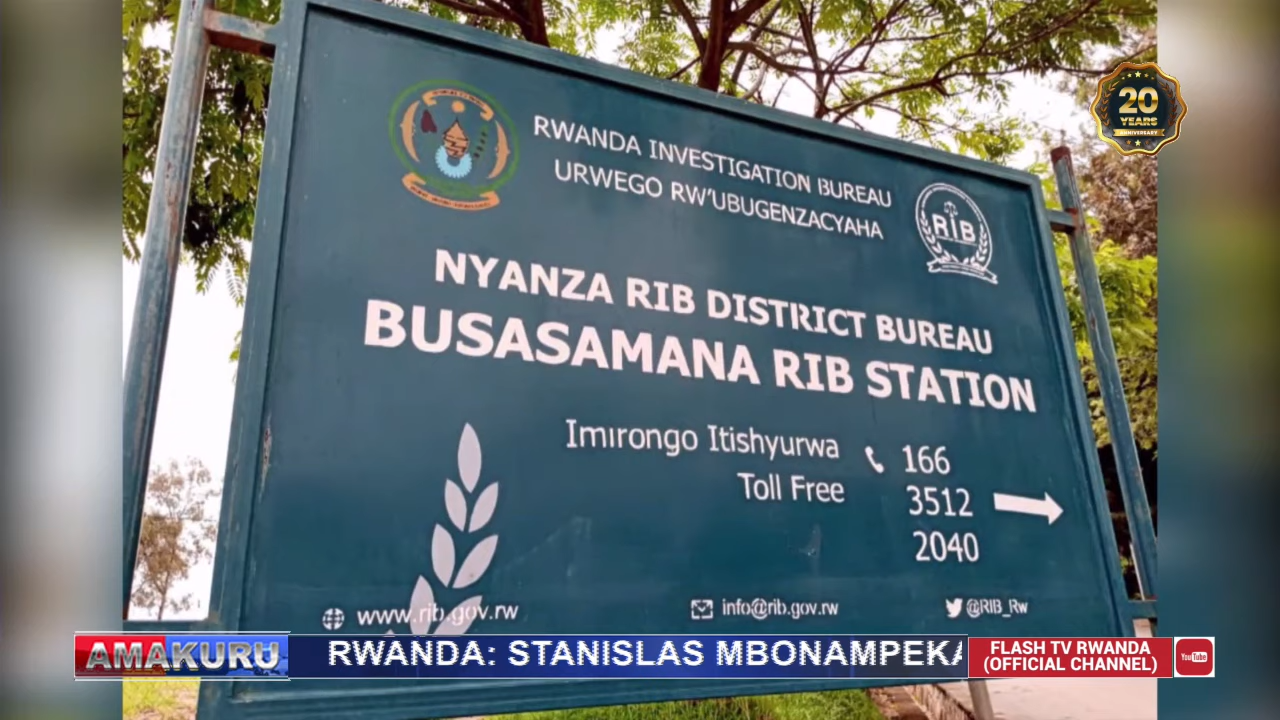 20
YEARS
ANNIVERSARY
RWANDA INVESTIGATION BUREAU
URWEGO RW'UBUGENZACYAHA
RIB
NYANZA RIB DISTRICT BUREAU
BUSASAMANA RIB STATION
Imirongo Itishyurwa 166
Toll Free 3512
2040
www.rib.gov.rw info@rib.gov.rw @RIB_Rw
AMAKURU RWANDA: STANISLAS MBONAMPEKA
FLASH TV RWANDA
(OFFICIAL CHANNEL)
YouTube